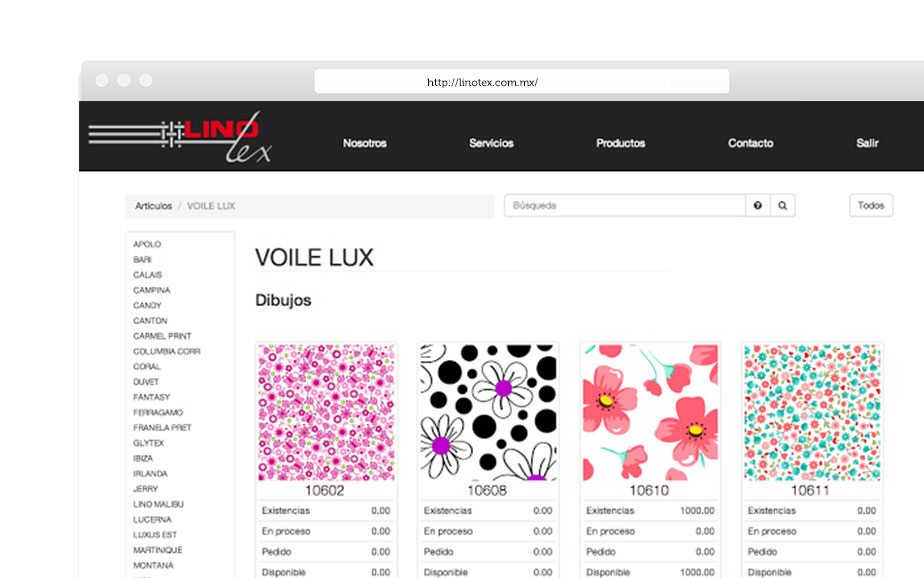 http://linotex.com.mx/
LINO
tex
Nosotros Servicios Productos Contacto Salir
Artículos / VOILE LUX Búsqueda Todos
APOLO
BARI
CALAIS
CAMPINA
CANDY
CANTON
CARMEL PRINT
COLUMBIA CORR
CORAL
DUVET
FANTASY
FERRAGAMO
FRANELA PRET
GLYTEX
IBIZA
IRLANDA
JERRY
LINO MALIBU
LUCERNA
LUXUS EST
MARTINIQUE
MONTANA
VOILE LUX
Dibujos
10602 10608 10610 10611
Existencias 0.00 Existencias 0.00 Existencias 1000.00 Existencias 0.00
En proceso 0.00 En proceso 0.00 En proceso 0.00 En proceso 0.00
Pedido 0.00 Pedido 0.00 Pedido 0.00 Pedido 0.00
Disponible 0.00 Disponible 0.00 Disponible 1000.00 Disponible 0.00